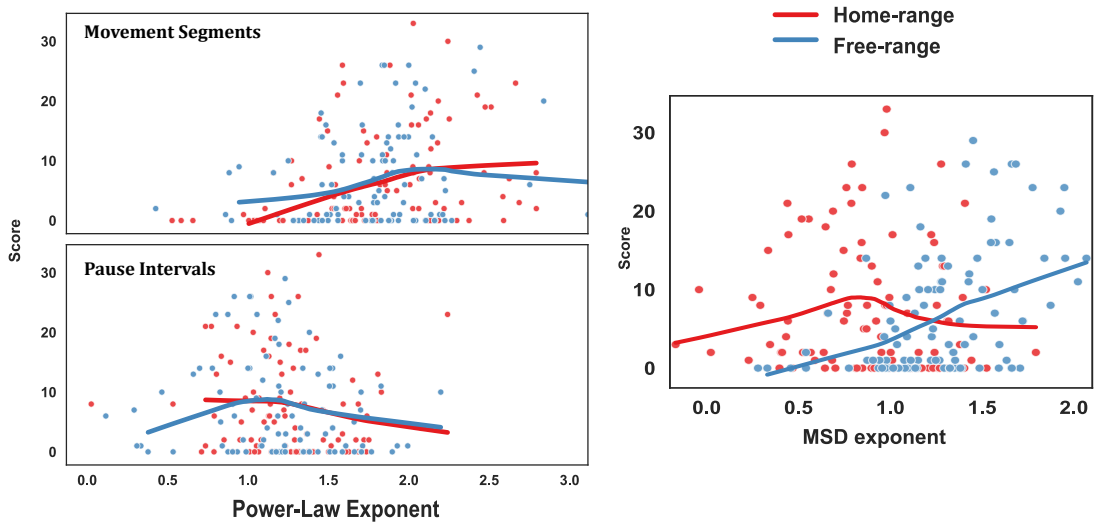 Home-range
Free-range
Movement Segments
30
20
10
0
Score
Pause Intervals
30
20
10
0
0.0 0.5 1.0 1.5 2.0 2.5 3.0
Power-Law Exponent
30
20
10
0
Score
0.0 0.5 1.0 1.5 2.0
MSD exponent